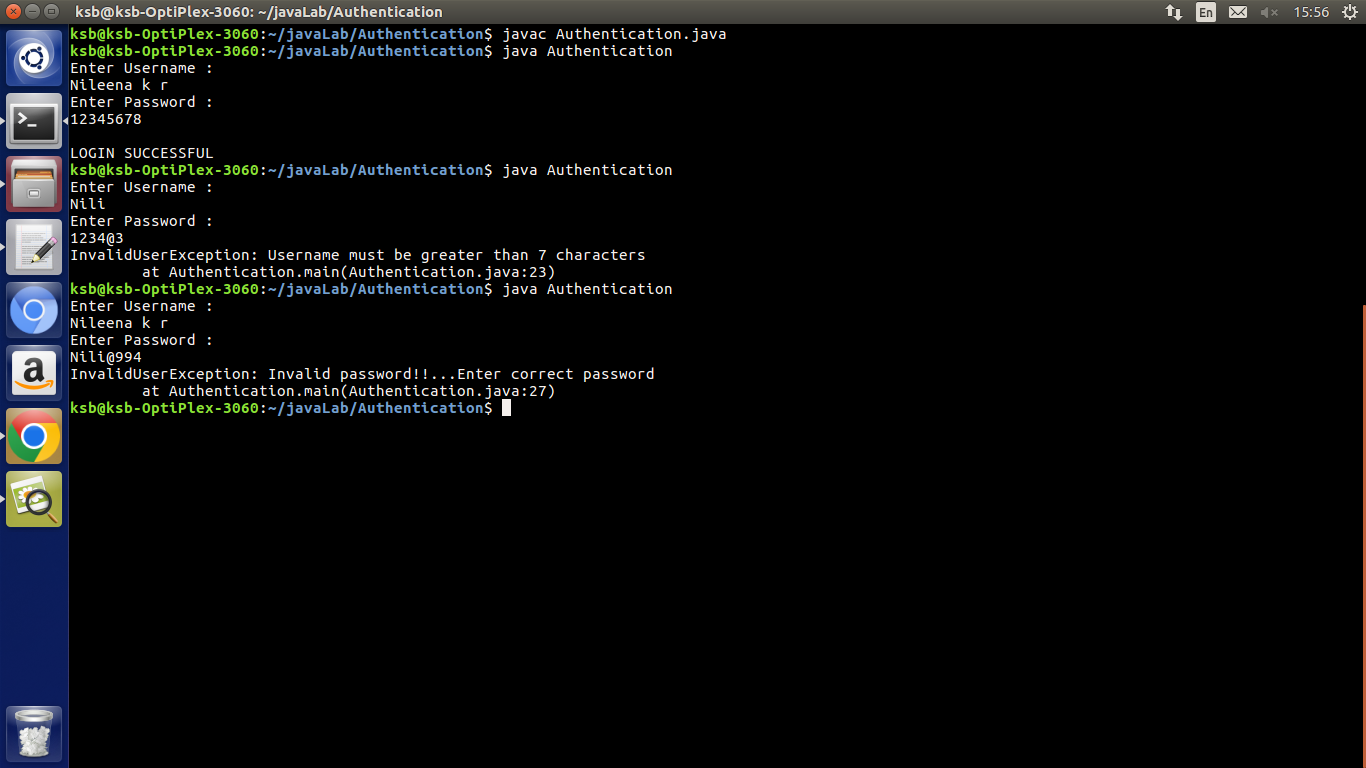 ksb@ksb-OptiPlex-3060: ~/javaLab/Authentication
En
15:56
ksb@ksb-OptiPlex-3060:~/javaLab/Authentication$ javac Authentication.java
ksb@ksb-OptiPlex-3060:~/javaLab/Authentication$ java Authentication
Enter Username :
Nileena k r
Enter Password :
12345678
LOGIN SUCCESSFUL
ksb@ksb-OptiPlex-3060:~/javaLab/Authentication$ java Authentication
Enter Username :
Nili
Enter Password :
1234@3
InvalidUserException: Username must be greater than 7 characters
        at Authentication.main(Authentication.java:23)
ksb@ksb-OptiPlex-3060:~/javaLab/Authentication$ java Authentication
Enter Username :
Nileena k r
Enter Password :
Nili@994
InvalidUserException: Invalid password!!...Enter correct password
        at Authentication.main(Authentication.java:27)
ksb@ksb-OptiPlex-3060:~/javaLab/Authentication$
>_
a